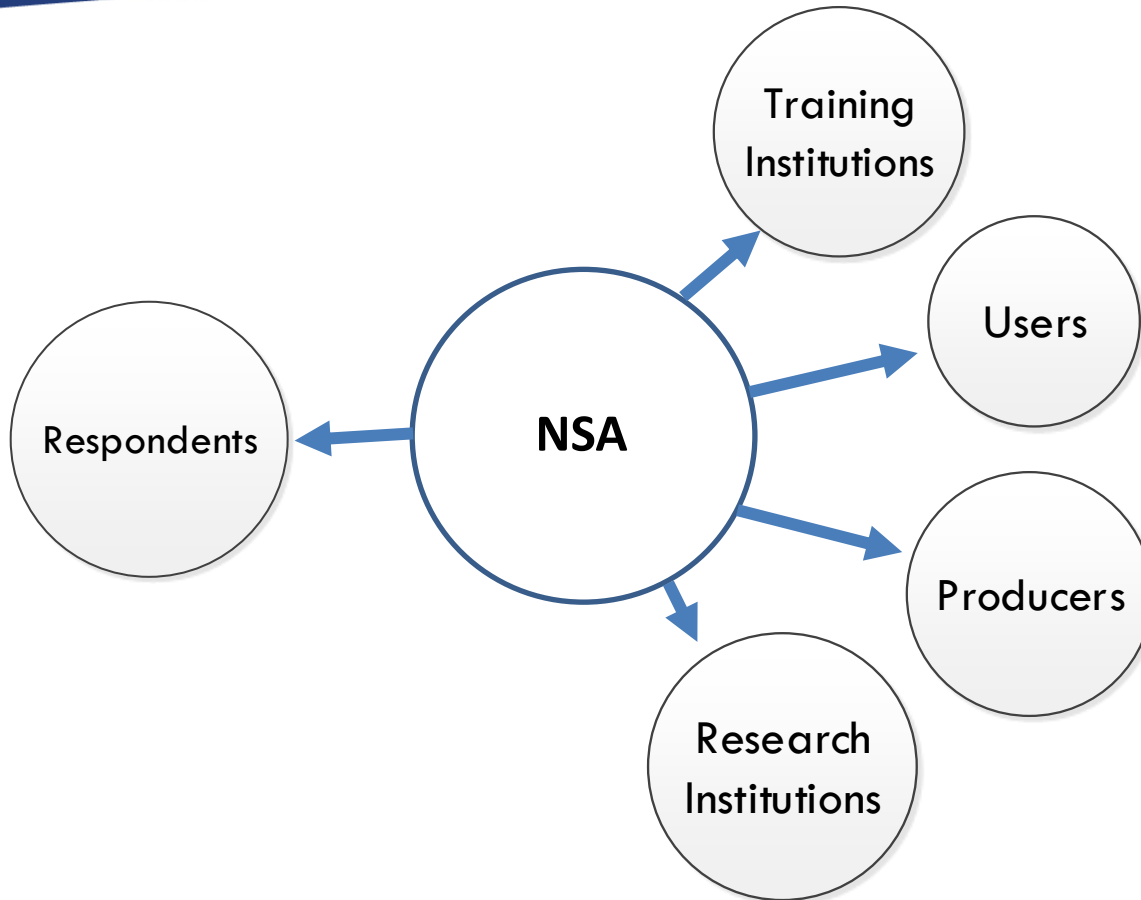 Training
Institutions
Users
Respondents
NSA
Producers
Research
Institutions